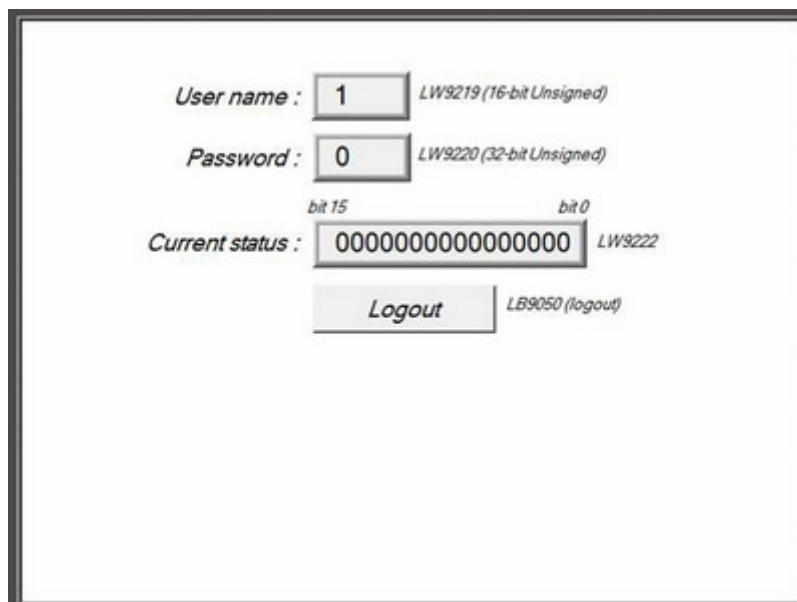 User name : 1 LW9219 (16-bit Unsigned)
Password : 0 LW9220 (32-bit Unsigned)
bit 15 bit 0
Current status : 0000000000000000 LW9222
Logout LB9050 (logout)